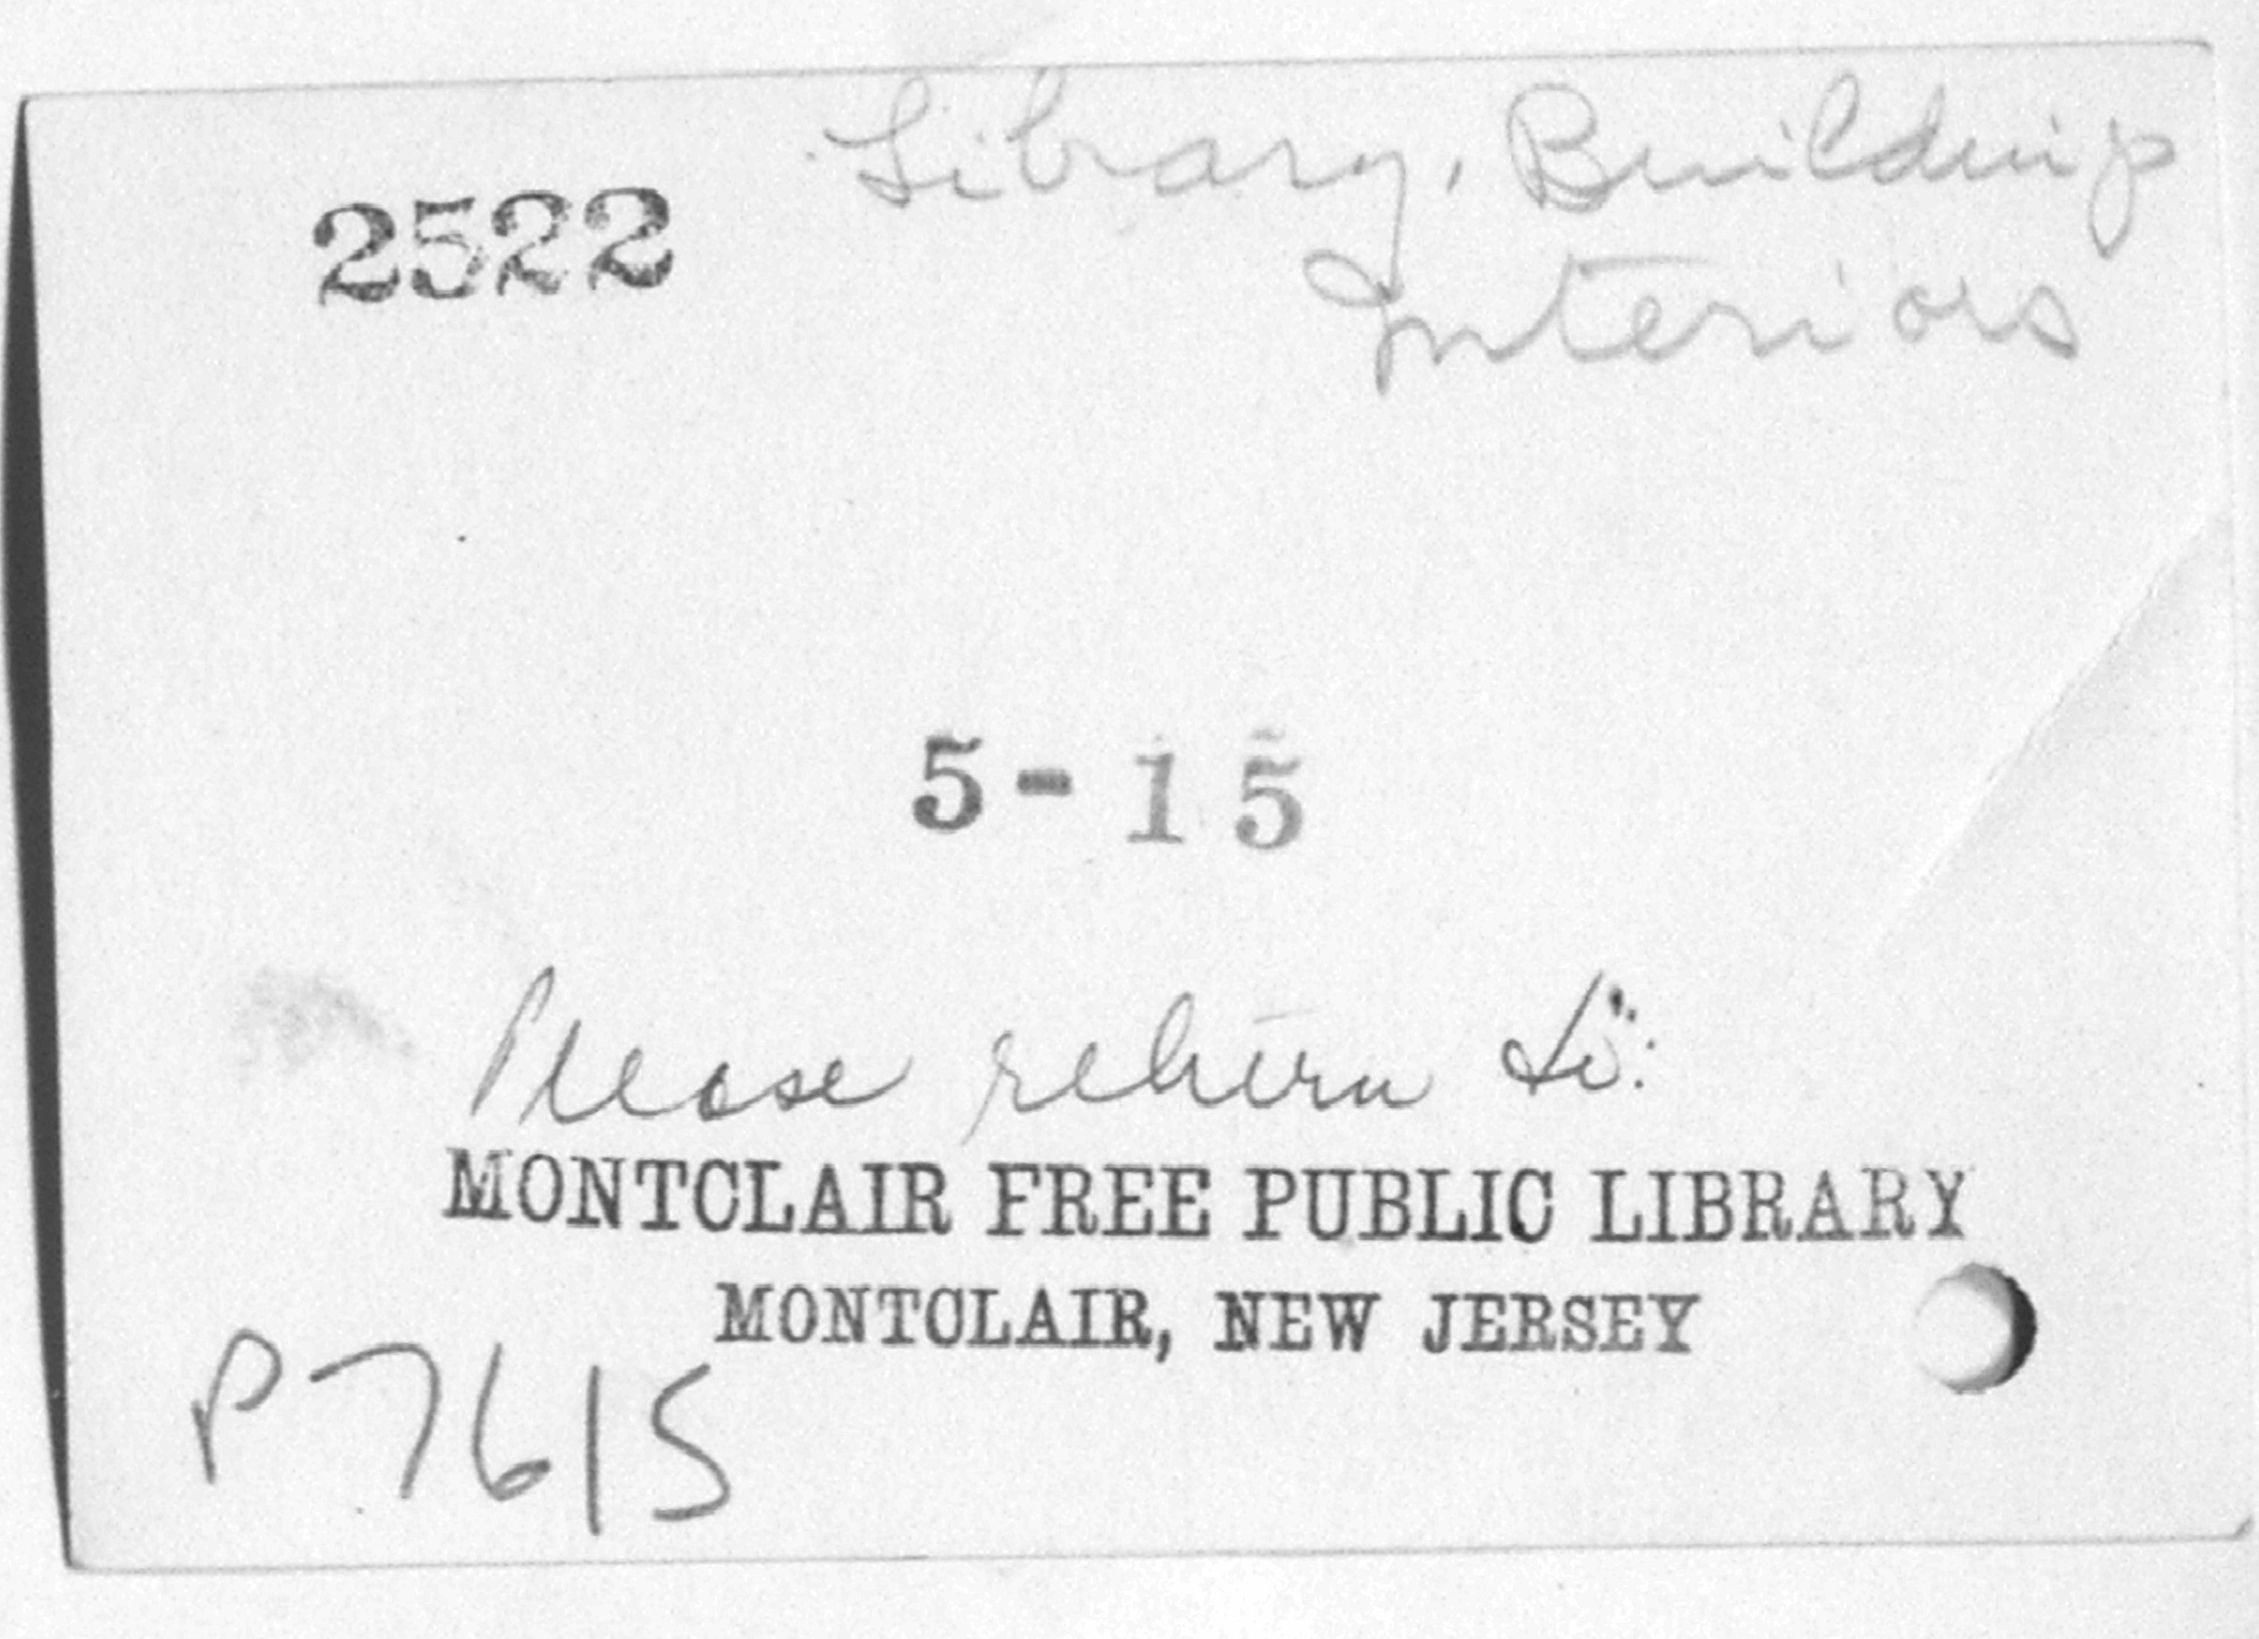 Library, Building
Interiors
2522
5-15
Please return to:
MONTCLAIR FREE PUBLIC LIBRARY
MONTCLAIR, NEW JERSEY
P7615